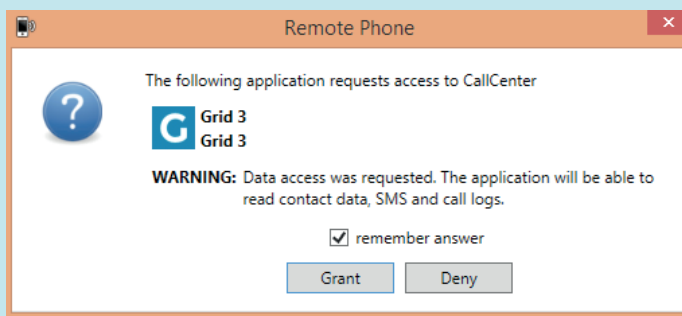 Remote Phone
The following application requests access to CallCenter
G
Grid 3
Grid 3
WARNING: Data access was requested. The application will be able to
read contact data, SMS and call logs.
remember answer
Grant
Deny